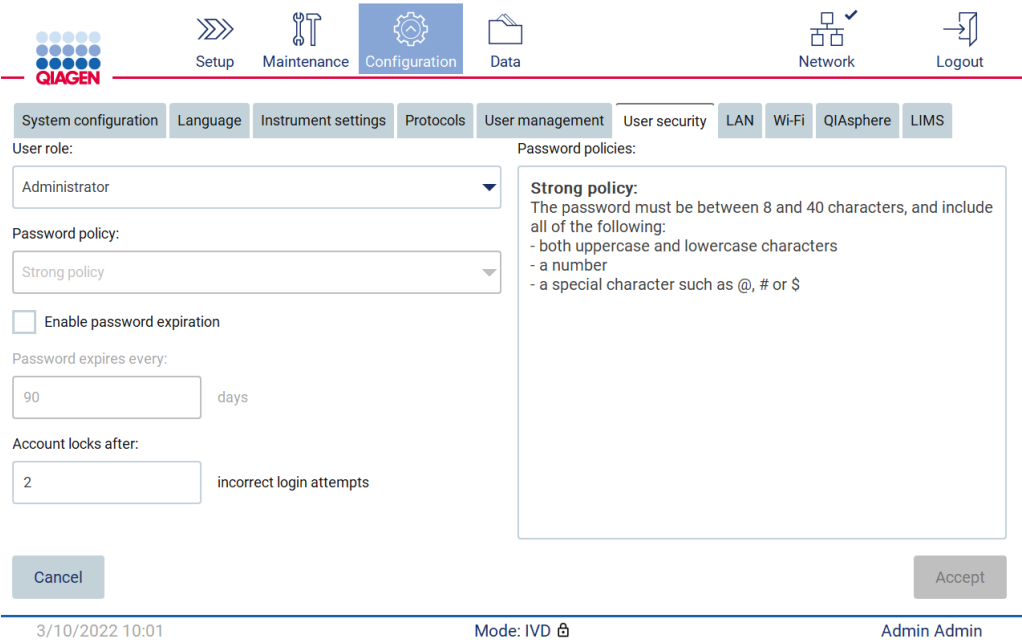 QIAGEN
Setup
Maintenance
Configuration
Data
Network
Logout
System configuration
Language
Instrument settings
Protocols
User management
User security
LAN
Wi-Fi
QIAsphere
LIMS
User role:
Administrator
Password policy:
Strong policy
Enable password expiration
Password expires every:
90 days
Account locks after:
2 incorrect login attempts
Password policies:
Strong policy:
The password must be between 8 and 40 characters, and include
all of the following:
- both uppercase and lowercase characters
- a number
- a special character such as @, # or $
Cancel
Accept
3/10/2022 10:01
Mode: IVD
Admin Admin